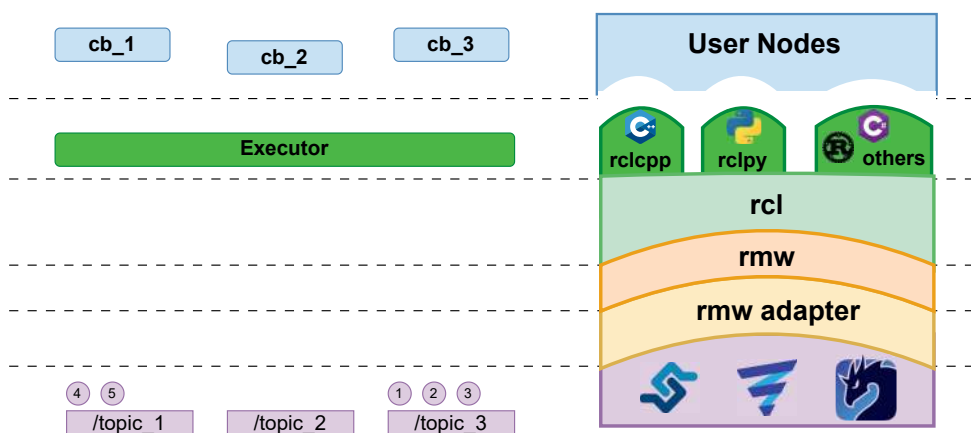 cb_1
cb_2
cb_3
User Nodes
Executor
C++
C#
R
rclcpp
rclpy
others
rcl
rmw
rmw adapter
4 5
1 2 3
/topic_1
/topic_2
/topic_3